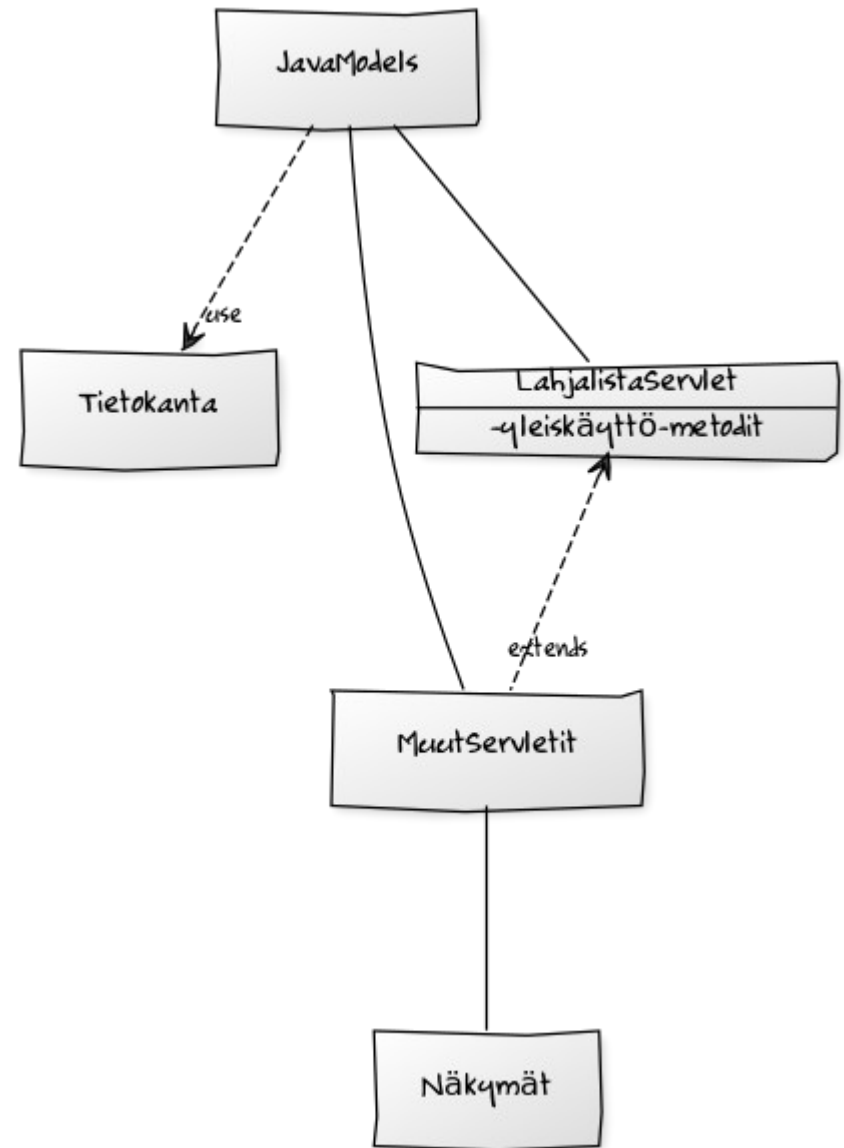 JavaModels
use
Tietokanta
LahjalistaServlet
-yleiskäyttö-metodit
extends
MuutServletit
Näkymät